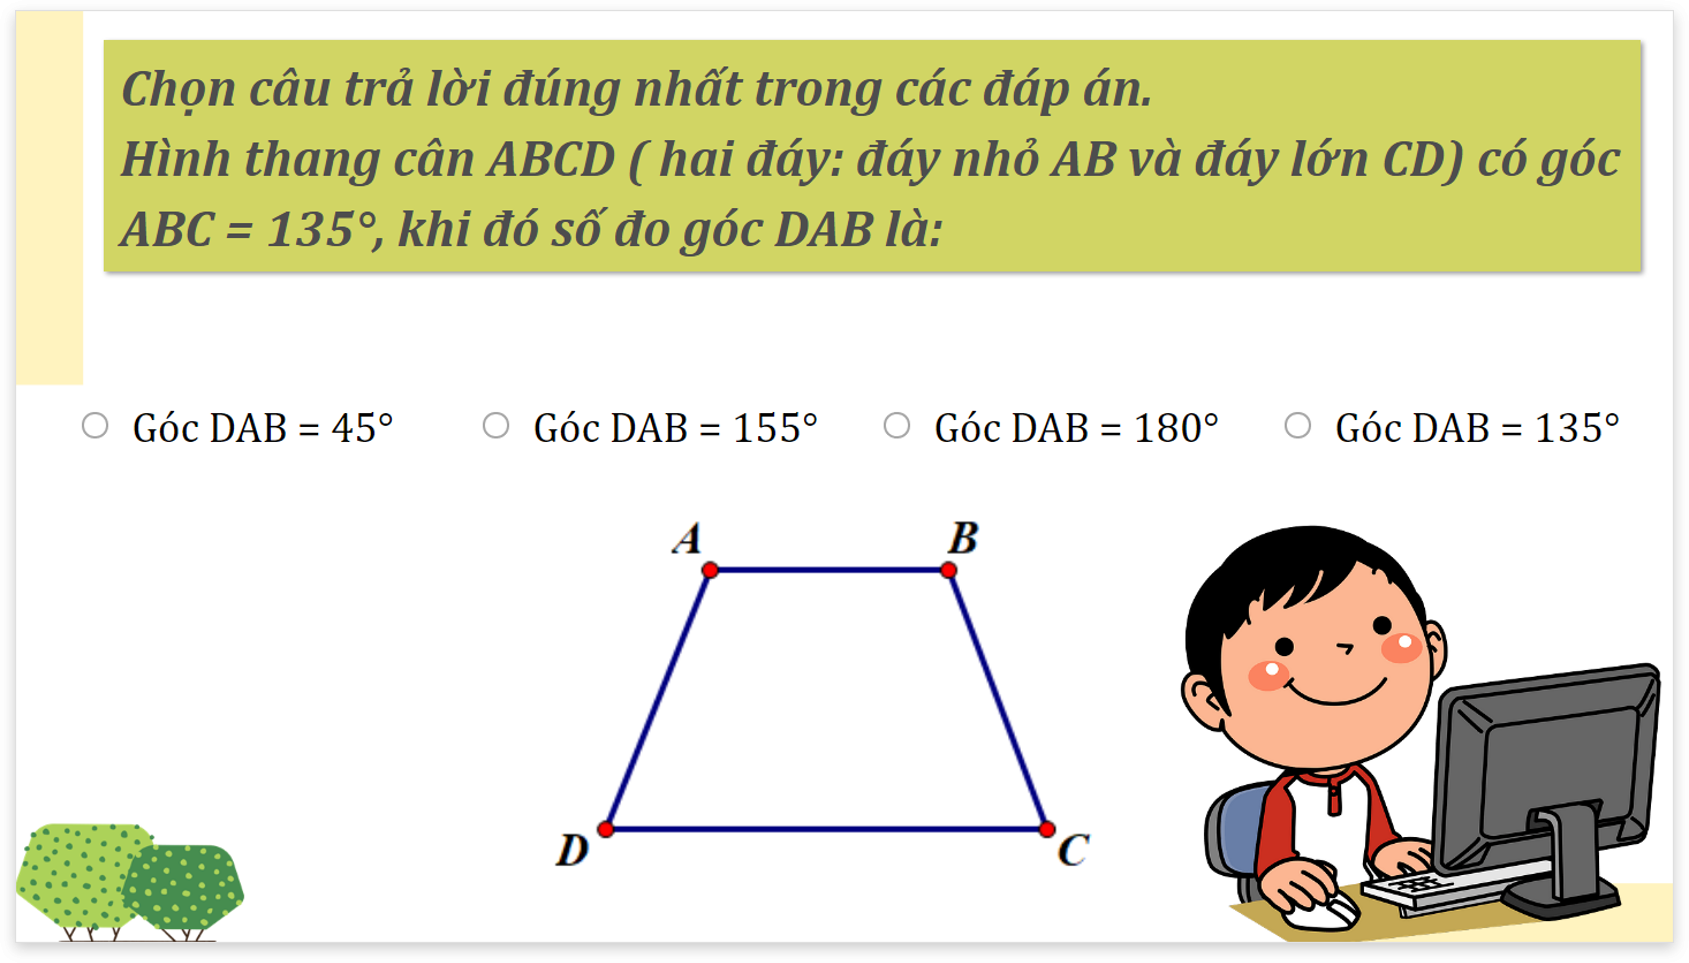 Chọn câu trả lời đúng nhất trong các đáp án.
Hình thang cân ABCD ( hai đáy: đáy nhỏ AB và đáy lớn CD) có góc
ABC = 135°, khi đó số đo góc DAB là:
Góc DAB = 45° Góc DAB = 155° Góc DAB = 180° Góc DAB = 135°
A B
D C